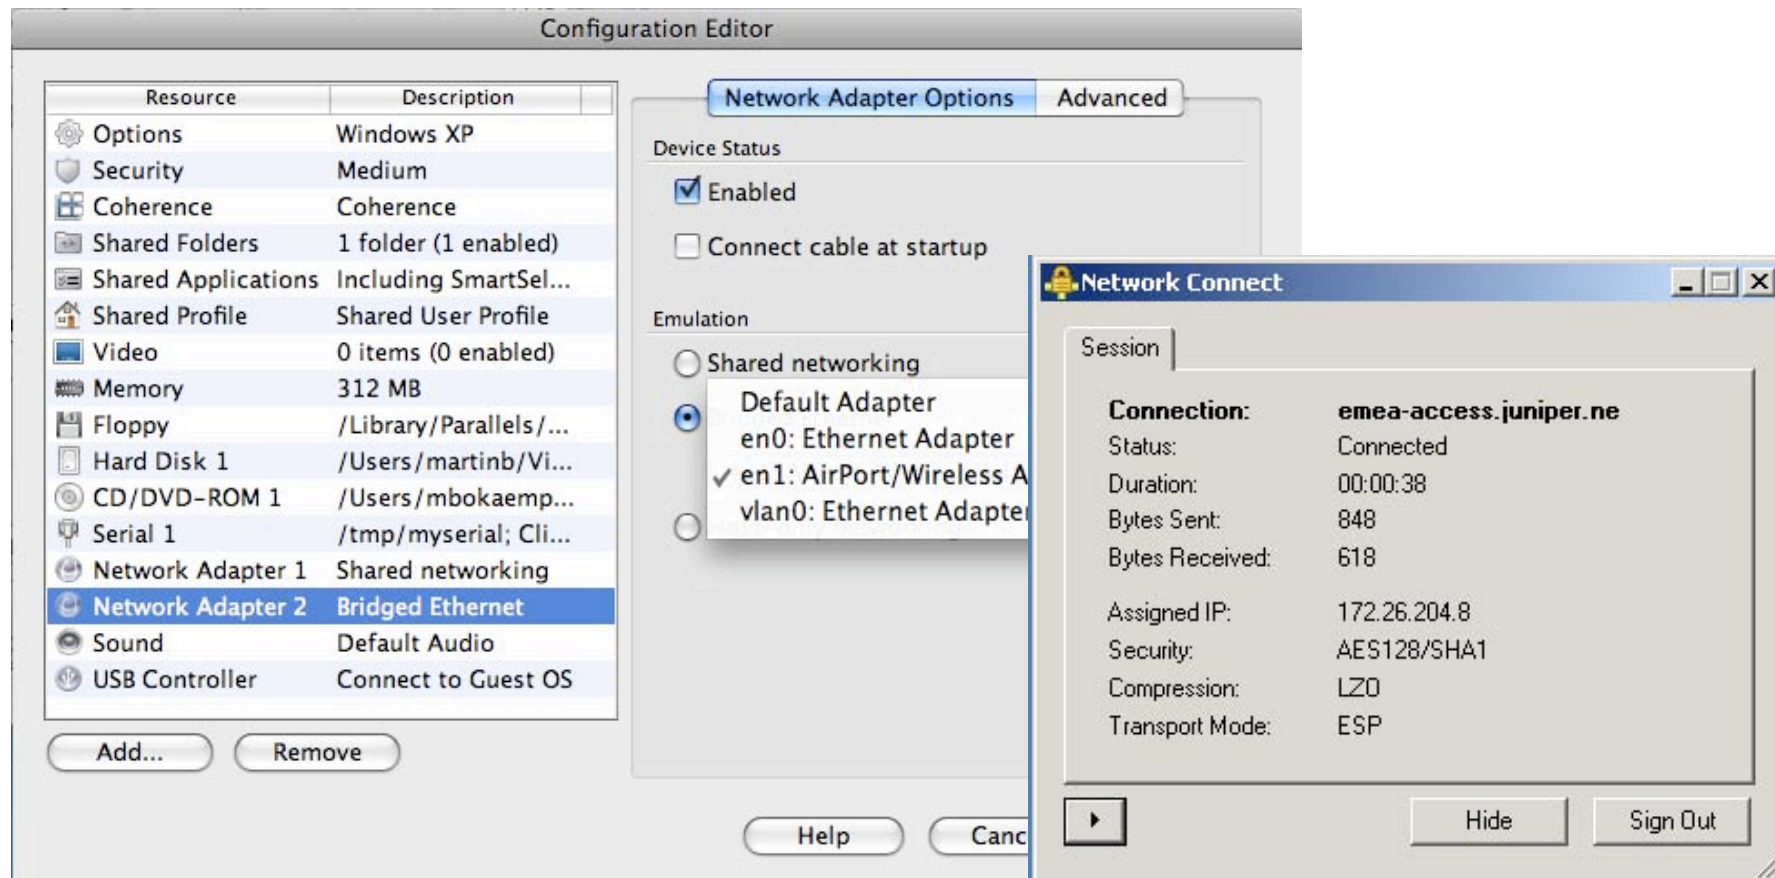 Configuration Editor
Resource Description
Options Windows XP
Security Medium
Coherence Coherence
Shared Folders 1 folder (1 enabled)
Shared Applications Including SmartSel...
Shared Profile Shared User Profile
Video 0 items (0 enabled)
Memory 312 MB
Floppy /Library/Parallels/...
Hard Disk 1 /Users/martinb/Vi...
CD/DVD-ROM 1 /Users/mbokaemp...
Serial 1 /tmp/myserial; Cli...
Network Adapter 1 Shared networking
Network Adapter 2 Bridged Ethernet
Sound Default Audio
USB Controller Connect to Guest OS
Add... Remove
Network Adapter Options Advanced
Device Status
Enabled
Connect cable at startup
Emulation
Shared networking
Default Adapter
en0: Ethernet Adapter
✓ en1: AirPort/Wireless A
vlan0: Ethernet Adapte
Help Canc
Network Connect
Session
Connection: emea-access.juniper.ne
Status: Connected
Duration: 00:00:38
Bytes Sent: 848
Bytes Received: 618
Assigned IP: 172.26.204.8
Security: AES128/SHA1
Compression: LZO
Transport Mode: ESP
Hide Sign Out